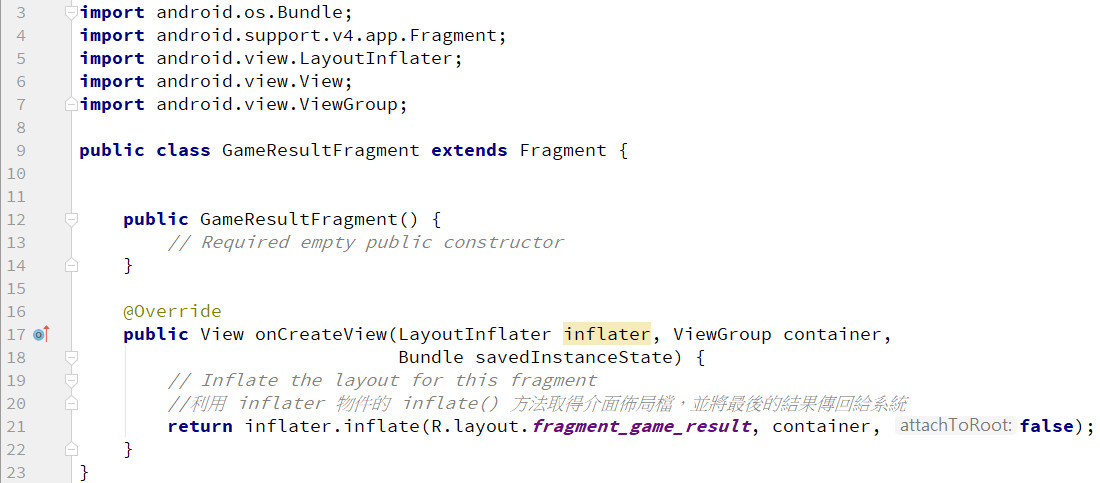 3 import android.os.Bundle;
4 import android.support.v4.app.Fragment;
5 import android.view.LayoutInflater;
6 import android.view.View;
7 import android.view.ViewGroup;
8
9 public class GameResultFragment extends Fragment {
10
11
12 public GameResultFragment() {
13 // Required empty public constructor
14 }
15
16 @Override
17 public View onCreateView(LayoutInflater inflater, ViewGroup container,
18 Bundle savedInstanceState) {
19 // Inflate the layout for this fragment
20 //利用 inflater 物件的 inflate() 方法取得介面佈局檔，並將最後的結果傳回給系統
21 return inflater.inflate(R.layout.fragment_game_result, container, attachToRoot: false);
22 }
23 }